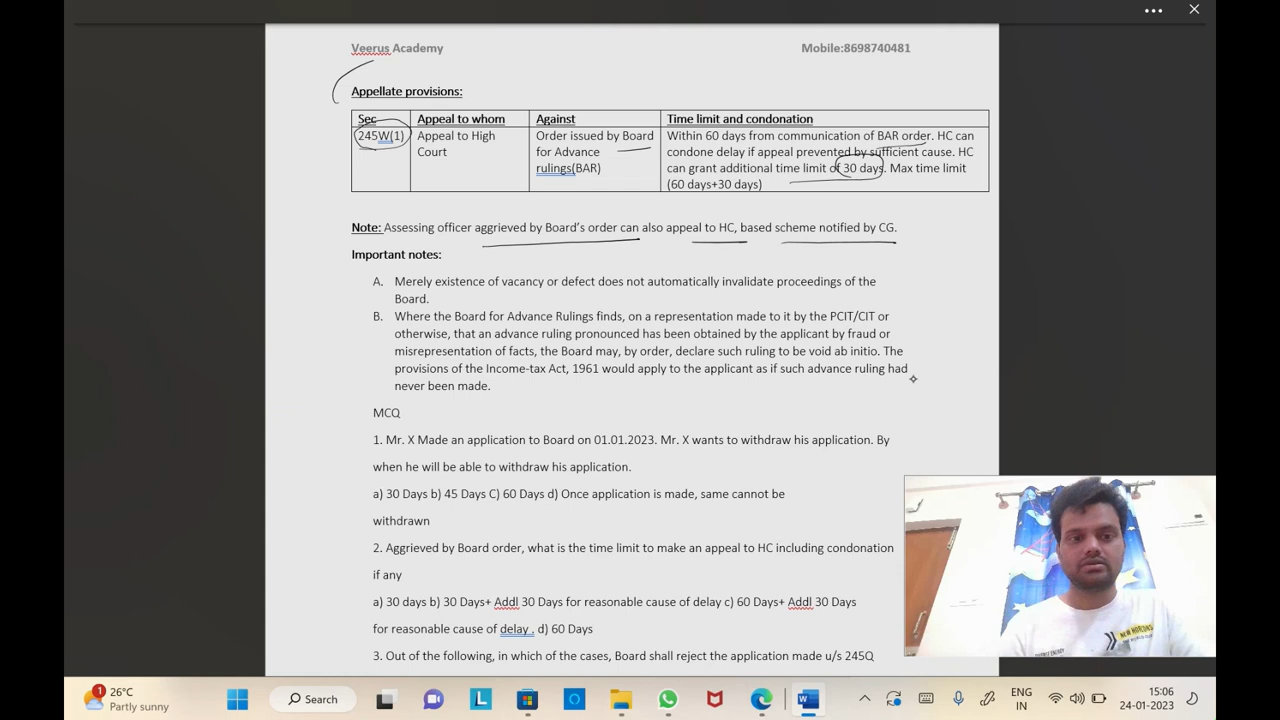 Veerus Academy Mobile:8698740481
Appellate provisions:
Sec Appeal to whom Against Time limit and condonation
245W(1) Appeal to High Order issued by Board Within 60 days from communication of BAR order. HC can
Court for Advance condone delay if appeal prevented by sufficient cause. HC
rulings(BAR) can grant additional time limit of 30 days. Max time limit
(60 days+30 days)
Note: Assessing officer aggrieved by Board's order can also appeal to HC, based scheme notified by CG.
Important notes:
A. Merely existence of vacancy or defect does not automatically invalidate proceedings of the
Board.
B. Where the Board for Advance Rulings finds, on a representation made to it by the PCIT/CIT or
otherwise, that an advance ruling pronounced has been obtained by the applicant by fraud or
misrepresentation of facts, the Board may, by order, declare such ruling to be void ab initio. The
provisions of the Income-tax Act, 1961 would apply to the applicant as if such advance ruling had
never been made.
MCQ
1. Mr. X Made an application to Board on 01.01.2023. Mr. X wants to withdraw his application. By
when he will be able to withdraw his application.
a) 30 Days b) 45 Days C) 60 Days d) Once application is made, same cannot be
withdrawn
2. Aggrieved by Board order, what is the time limit to make an appeal to HC including condonation
if any
a) 30 days b) 30 Days+ Addl 30 Days for reasonable cause of delay c) 60 Days+ Addl 30 Days
for reasonable cause of delay , d) 60 Days
3. Out of the following, in which of the cases, Board shall reject the application made u/s 245Q
1
26°C
Partly sunny
Search
ENG
IN
15:06
24-01-2023